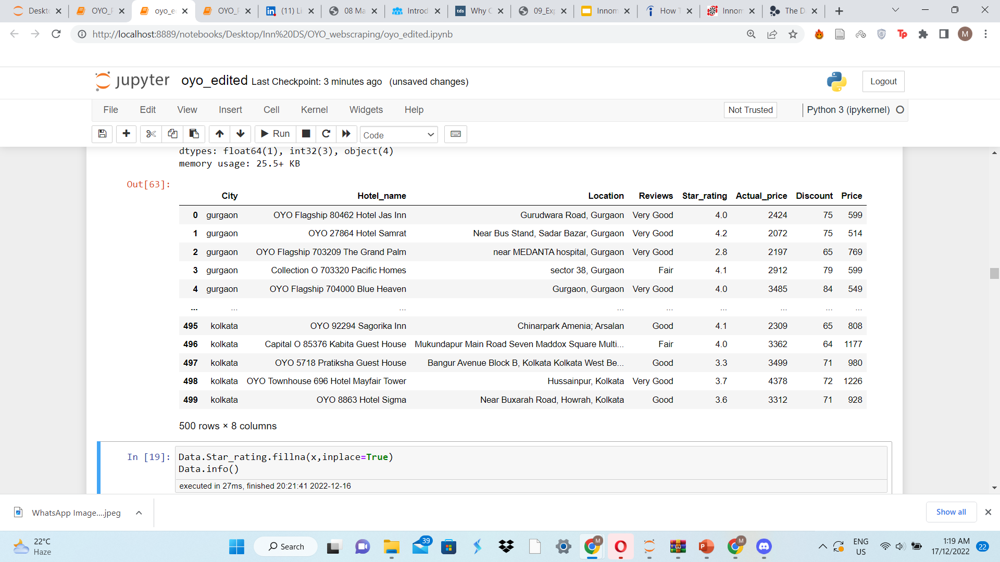 Deskto OYO_F oyo_e OYO_F (11) Li 08 Ma Introd Why C 09_Exp Innom How T Innom The D
http://localhost:8889/notebooks/Desktop/Inn%20DS/OYO_webscraping/oyo_edited.ipynb M
jupyter oyo_edited Last Checkpoint: 3 minutes ago (unsaved changes) Logout
File Edit View Insert Cell Kernel Widgets Help Not Trusted Python 3 (ipykernel)
Run Code
dtypes: float64(1), int32(3), object(4)
memory usage: 25.5+ KB
Out[63]:
City Hotel_name Location Reviews Star_rating Actual_price Discount Price
0 gurgaon OYO Flagship 80462 Hotel Jas Inn Gurudwara Road, Gurgaon Very Good 4.0 2424 75 599
1 gurgaon OYO 27864 Hotel Samrat Near Bus Stand, Sadar Bazar, Gurgaon Very Good 4.2 2072 75 514
2 gurgaon OYO Flagship 703209 The Grand Palm near MEDANTA hospital, Gurgaon Very Good 2.8 2197 65 769
3 gurgaon Collection O 703320 Pacific Homes sector 38, Gurgaon Fair 4.1 2912 79 599
4 gurgaon OYO Flagship 704000 Blue Heaven Gurgaon, Gurgaon Very Good 4.0 3485 84 549
... ... ... ... ... ... ... ... ...
495 kolkata OYO 92294 Sagorika Inn Chinarpark Amenia; Arsalan Good 4.1 2309 65 808
496 kolkata Capital O 85376 Kabita Guest House Mukundapur Main Road Seven Maddox Square Multi... Fair 4.0 3362 64 1177
497 kolkata OYO 5718 Pratiksha Guest House Bangur Avenue Block B, Kolkata Kolkata West Be... Good 3.3 3499 71 980
498 kolkata OYO Townhouse 696 Hotel Mayfair Tower Hussainpur, Kolkata Very Good 3.7 4378 72 1226
499 kolkata OYO 8863 Hotel Sigma Near Buxarah Road, Howrah, Kolkata Good 3.6 3312 71 928
500 rows × 8 columns
In [19]: Data.Star_rating.fillna(x,inplace=True)
Data.info()
executed in 27ms, finished 20:21:41 2022-12-16
WhatsApp Image....jpeg Show all
22°C
Haze
Search
39
ENG
US
1:19 AM
17/12/2022
22